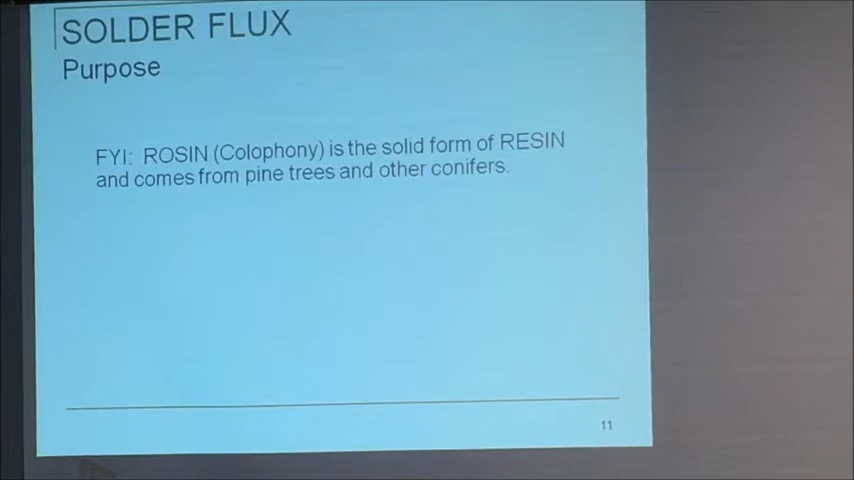 SOLDER FLUX
Purpose
FYI: ROSIN (Colophony) is the solid form of RESIN
and comes from pine trees and other conifers.
11